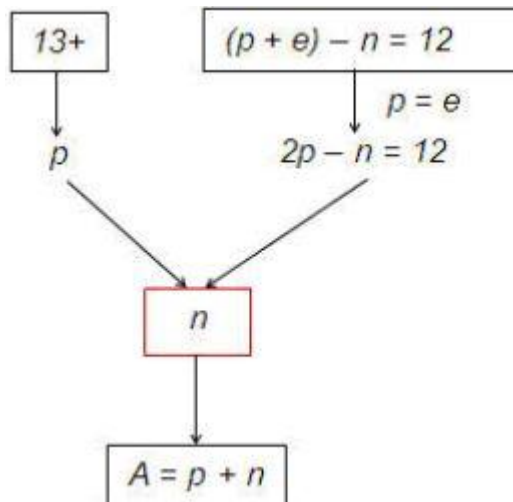 13+
(p + e) – n = 12
p = e
p
2p – n = 12
n
A = p + n